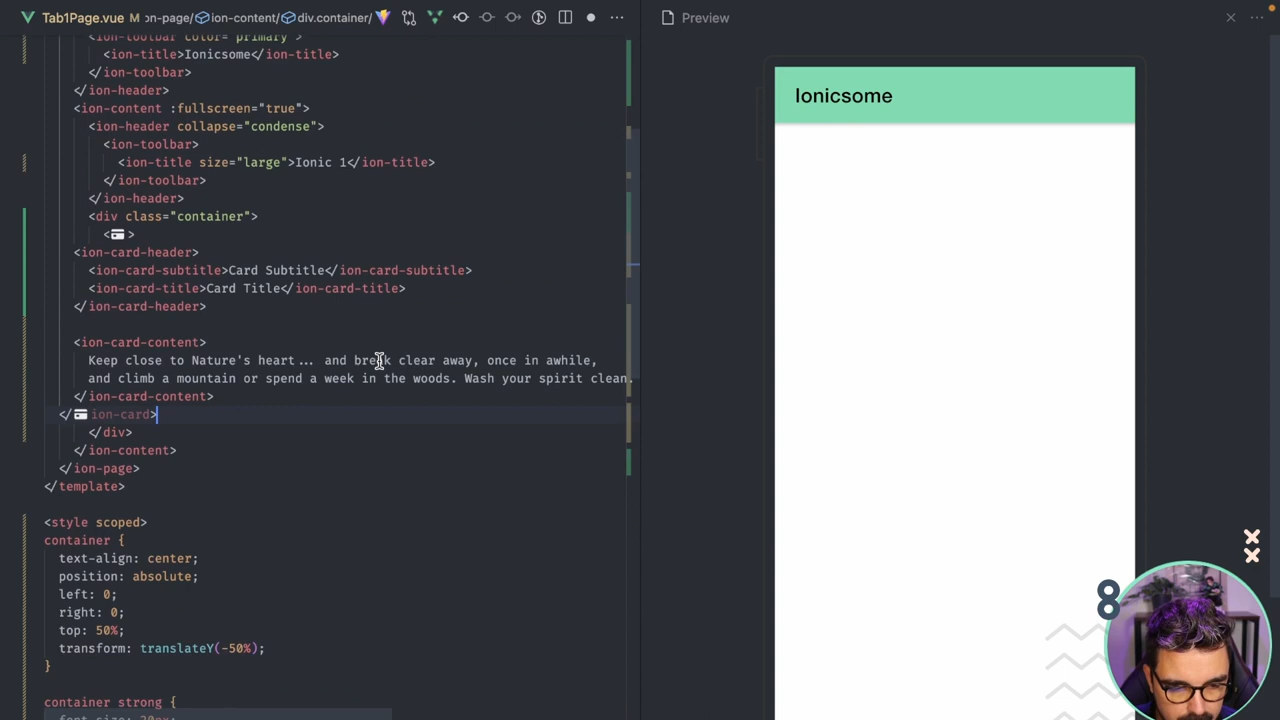 Tab1Page.vue on-page/ ion-content/ div.container/ ...
Preview
<ion-toolbar color="primary">
<ion-title>Ionicsome</ion-title>
</ion-toolbar>
</ion-header>
<ion-content :fullscreen="true">
<ion-header collapse="condense">
<ion-toolbar>
<ion-title size="large">Ionic 1</ion-title>
</ion-toolbar>
</ion-header>
<div class="container">
< >
<ion-card-header>
<ion-card-subtitle>Card Subtitle</ion-card-subtitle>
<ion-card-title>Card Title</ion-card-title>
</ion-card-header>
<ion-card-content>
Keep close to Nature's heart... and break clear away, once in awhile,
and climb a mountain or spend a week in the woods. Wash your spirit clean.
</ion-card-content>
</ ion-card>
</div>
</ion-content>
</ion-page>
</template>
<style scoped>
container {
text-align: center;
position: absolute;
left: 0;
right: 0;
top: 50%;
transform: translateY(-50%);
}
container strong {
Ionicsome
8